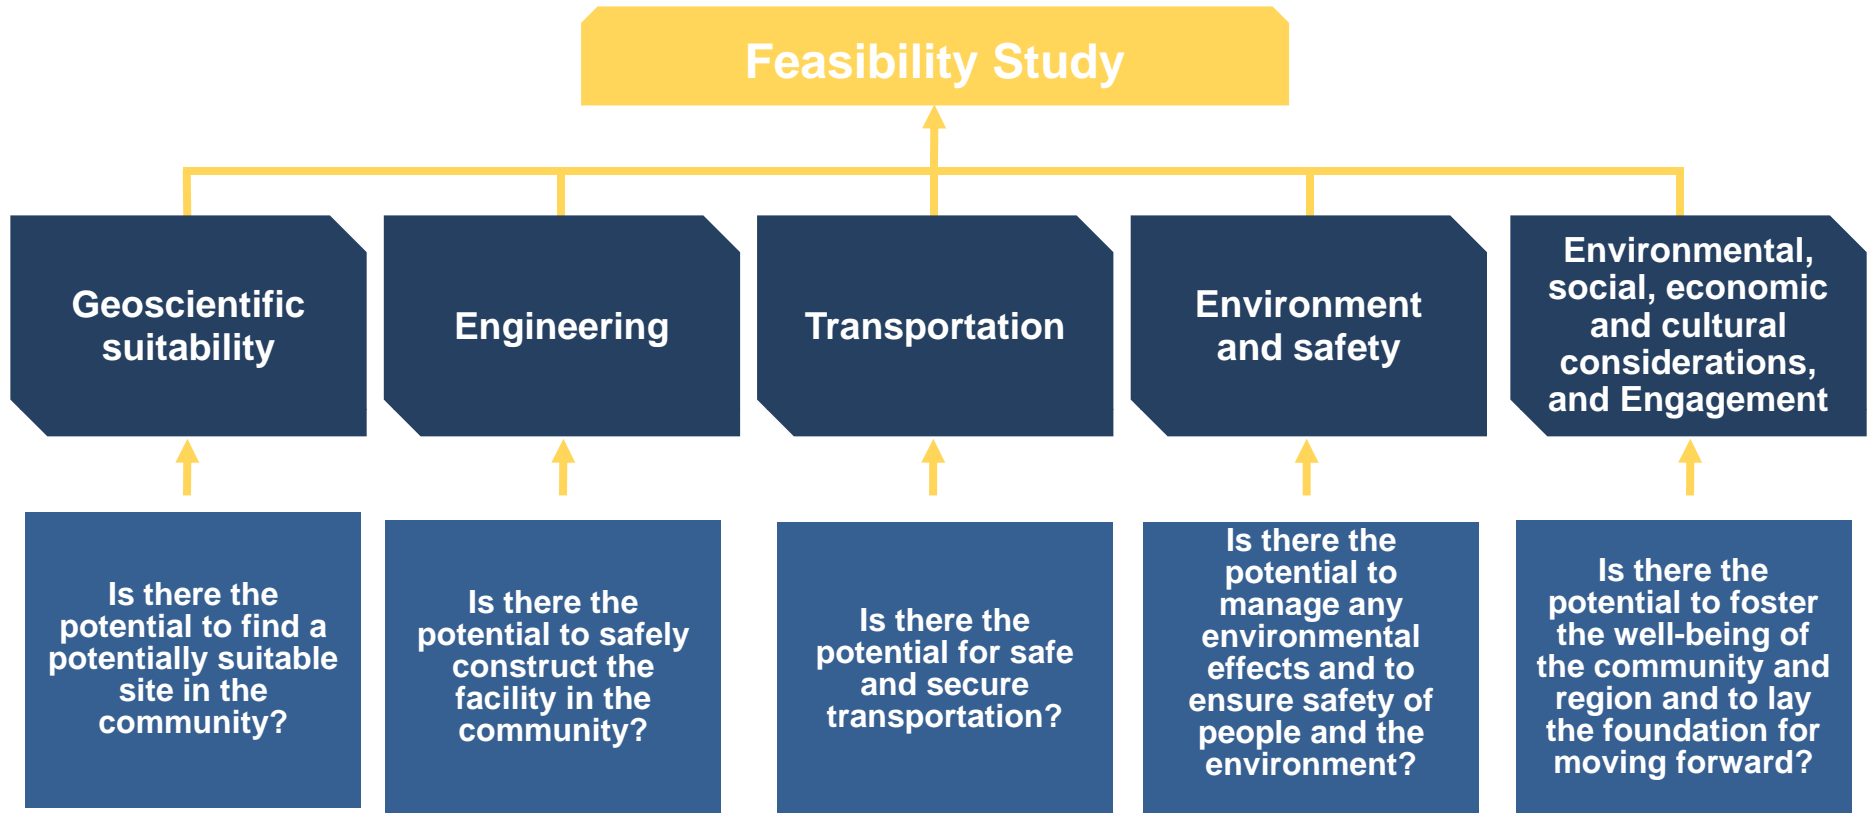 Feasibility Study
Geoscientific
suitability
Engineering
Transportation
Environment
and safety
Environmental,
social, economic
and cultural
considerations,
and Engagement
Is there the
potential to find a
potentially suitable
site in the
community?
Is there the
potential to safely
construct the
facility in the
community?
Is there the
potential for safe
and secure
transportation?
Is there the
potential to
manage any
environmental
effects and to
ensure safety of
people and the
environment?
Is there the
potential to foster
the well-being of
the community and
region and to lay
the foundation for
moving forward?